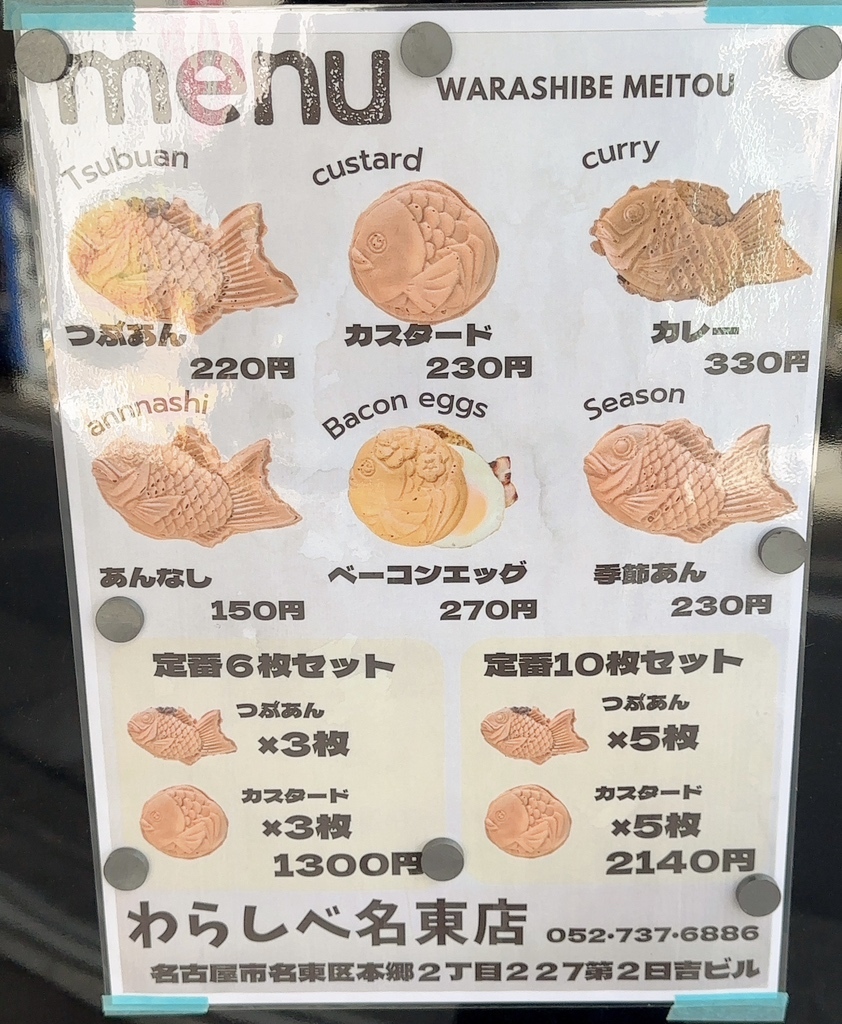 menu
WARASHIBE MEITOU
Tsubuan custard curry
つぶあん カスタード カレー
220円 230円 330円
annnashi Bacon eggs Season
あんなし ベーコンエッグ 季節あん
150円 270円 230円
定番6枚セット
つぶあん
×3枚
カスタード
×3枚
1300円
定番10枚セット
つぶあん
×5枚
カスタード
×5枚
2140円
わらしべ名東店 052・737・6886
名古屋市名東区本郷2丁目227第2日吉ビル